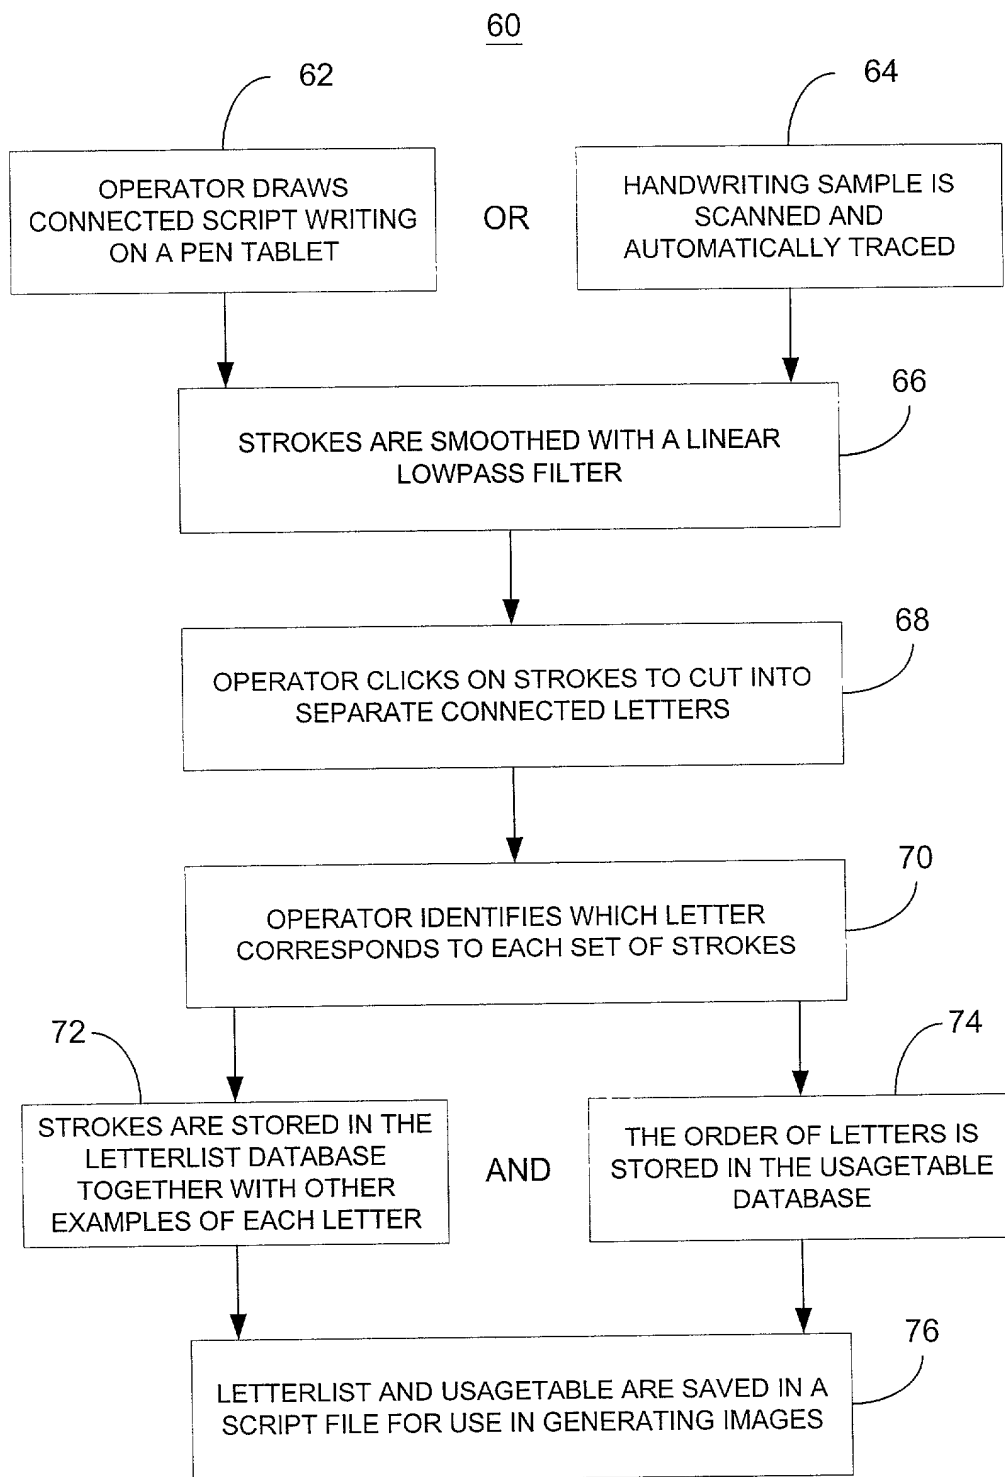 60
62
64
OPERATOR DRAWS
CONNECTED SCRIPT WRITING
ON A PEN TABLET
OR
HANDWRITING SAMPLE IS
SCANNED AND
AUTOMATICALLY TRACED
66
STROKES ARE SMOOTHED WITH A LINEAR
LOWPASS FILTER
68
OPERATOR CLICKS ON STROKES TO CUT INTO
SEPARATE CONNECTED LETTERS
70
OPERATOR IDENTIFIES WHICH LETTER
CORRESPONDS TO EACH SET OF STROKES
72
74
STROKES ARE STORED IN THE
LETTERLIST DATABASE
TOGETHER WITH OTHER
EXAMPLES OF EACH LETTER
AND
THE ORDER OF LETTERS IS
STORED IN THE USAGETABLE
DATABASE
76
LETTERLIST AND USAGETABLE ARE SAVED IN A
SCRIPT FILE FOR USE IN GENERATING IMAGES